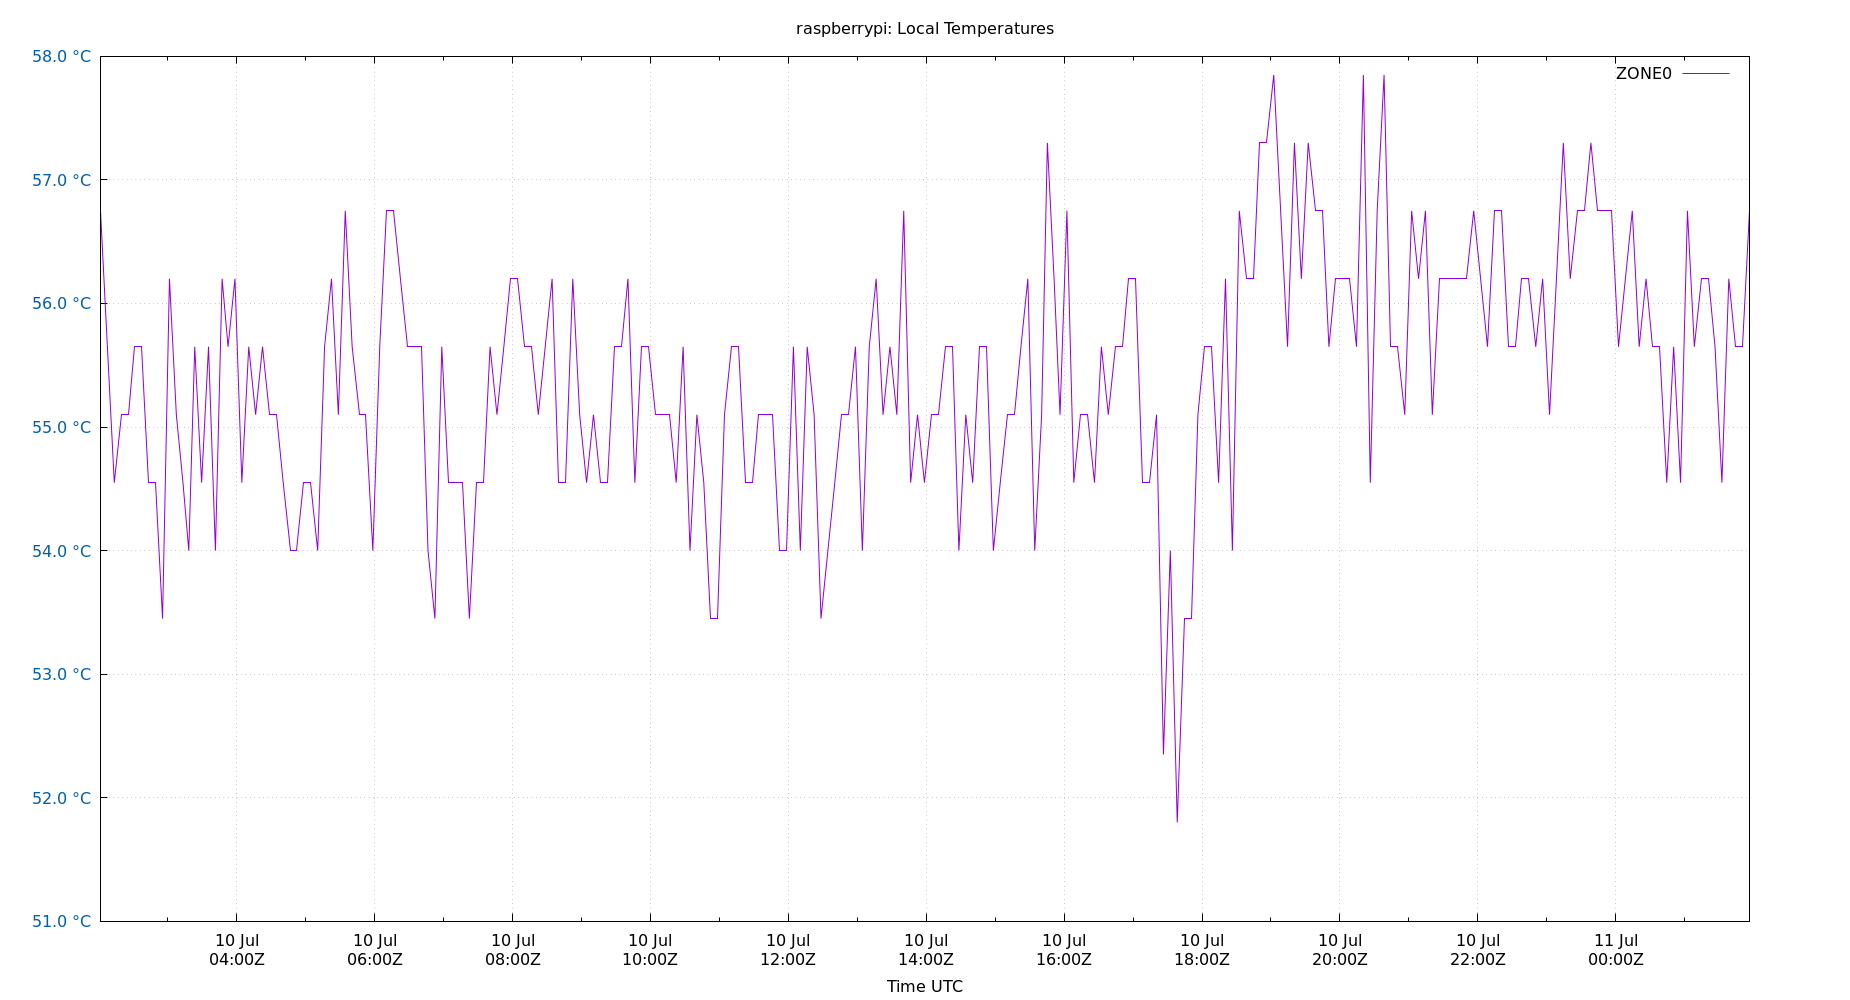 raspberrypi: Local Temperatures
58.0 °C
57.0 °C
56.0 °C
55.0 °C
54.0 °C
53.0 °C
52.0 °C
51.0 °C
ZONE0
10 Jul 10 Jul 10 Jul 10 Jul 10 Jul 10 Jul 10 Jul 10 Jul 10 Jul 10 Jul 11 Jul
04:00Z 06:00Z 08:00Z 10:00Z 12:00Z 14:00Z 16:00Z 18:00Z 20:00Z 22:00Z 00:00Z
Time UTC